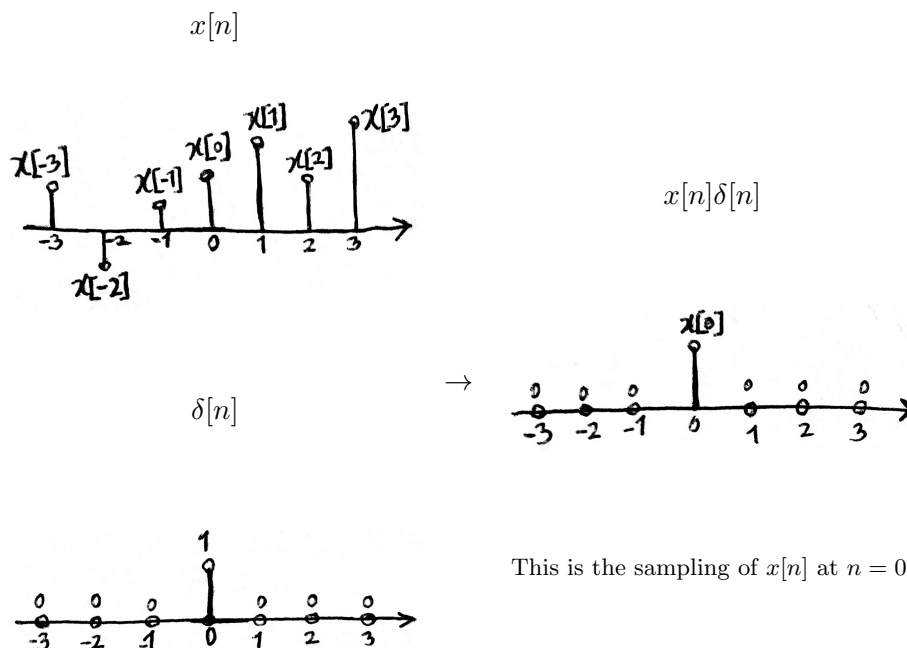 x[n]
x[-3] x[-1] x[0] x[1] x[2] x[3]
-3 -2 -1 0 1 2 3
x[-2]
δ[n]
1
0 0 0 0 0 0
-3 -2 -1 0 1 2 3
→
x[n]δ[n]
x[0]
0 0 0 0 0 0
-3 -2 -1 0 1 2 3
This is the sampling of x[n] at n = 0